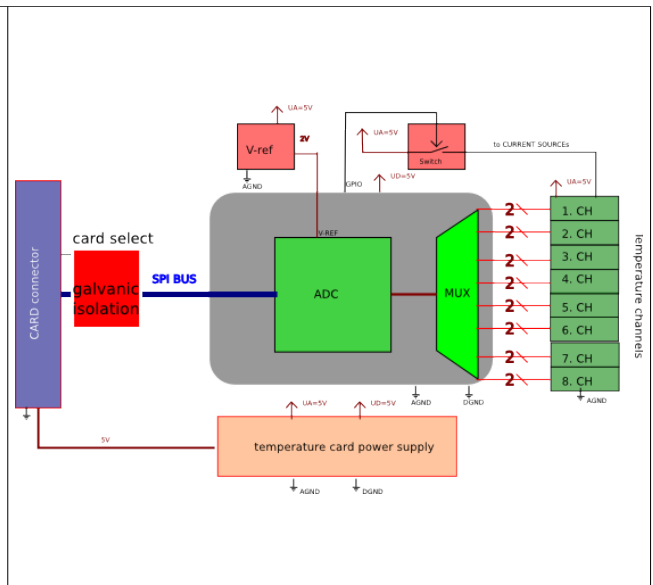 UA=5V
V-ref
2V
AGND
UA=5V
Switch
to CURRENT SOURCEs
UD=5V
GPIO
UA=5V
CARD connector
card select
galvanic
isolation
SPI BUS
V-REF
ADC
MUX
2
1. CH
2
2. CH
2
3. CH
2
4. CH
2
5. CH
2
6. CH
2
7. CH
2
8. CH
Temperature channels
AGND
DGND
AGND
5V
UA=5V
UD=5V
temperature card power supply
AGND
DGND